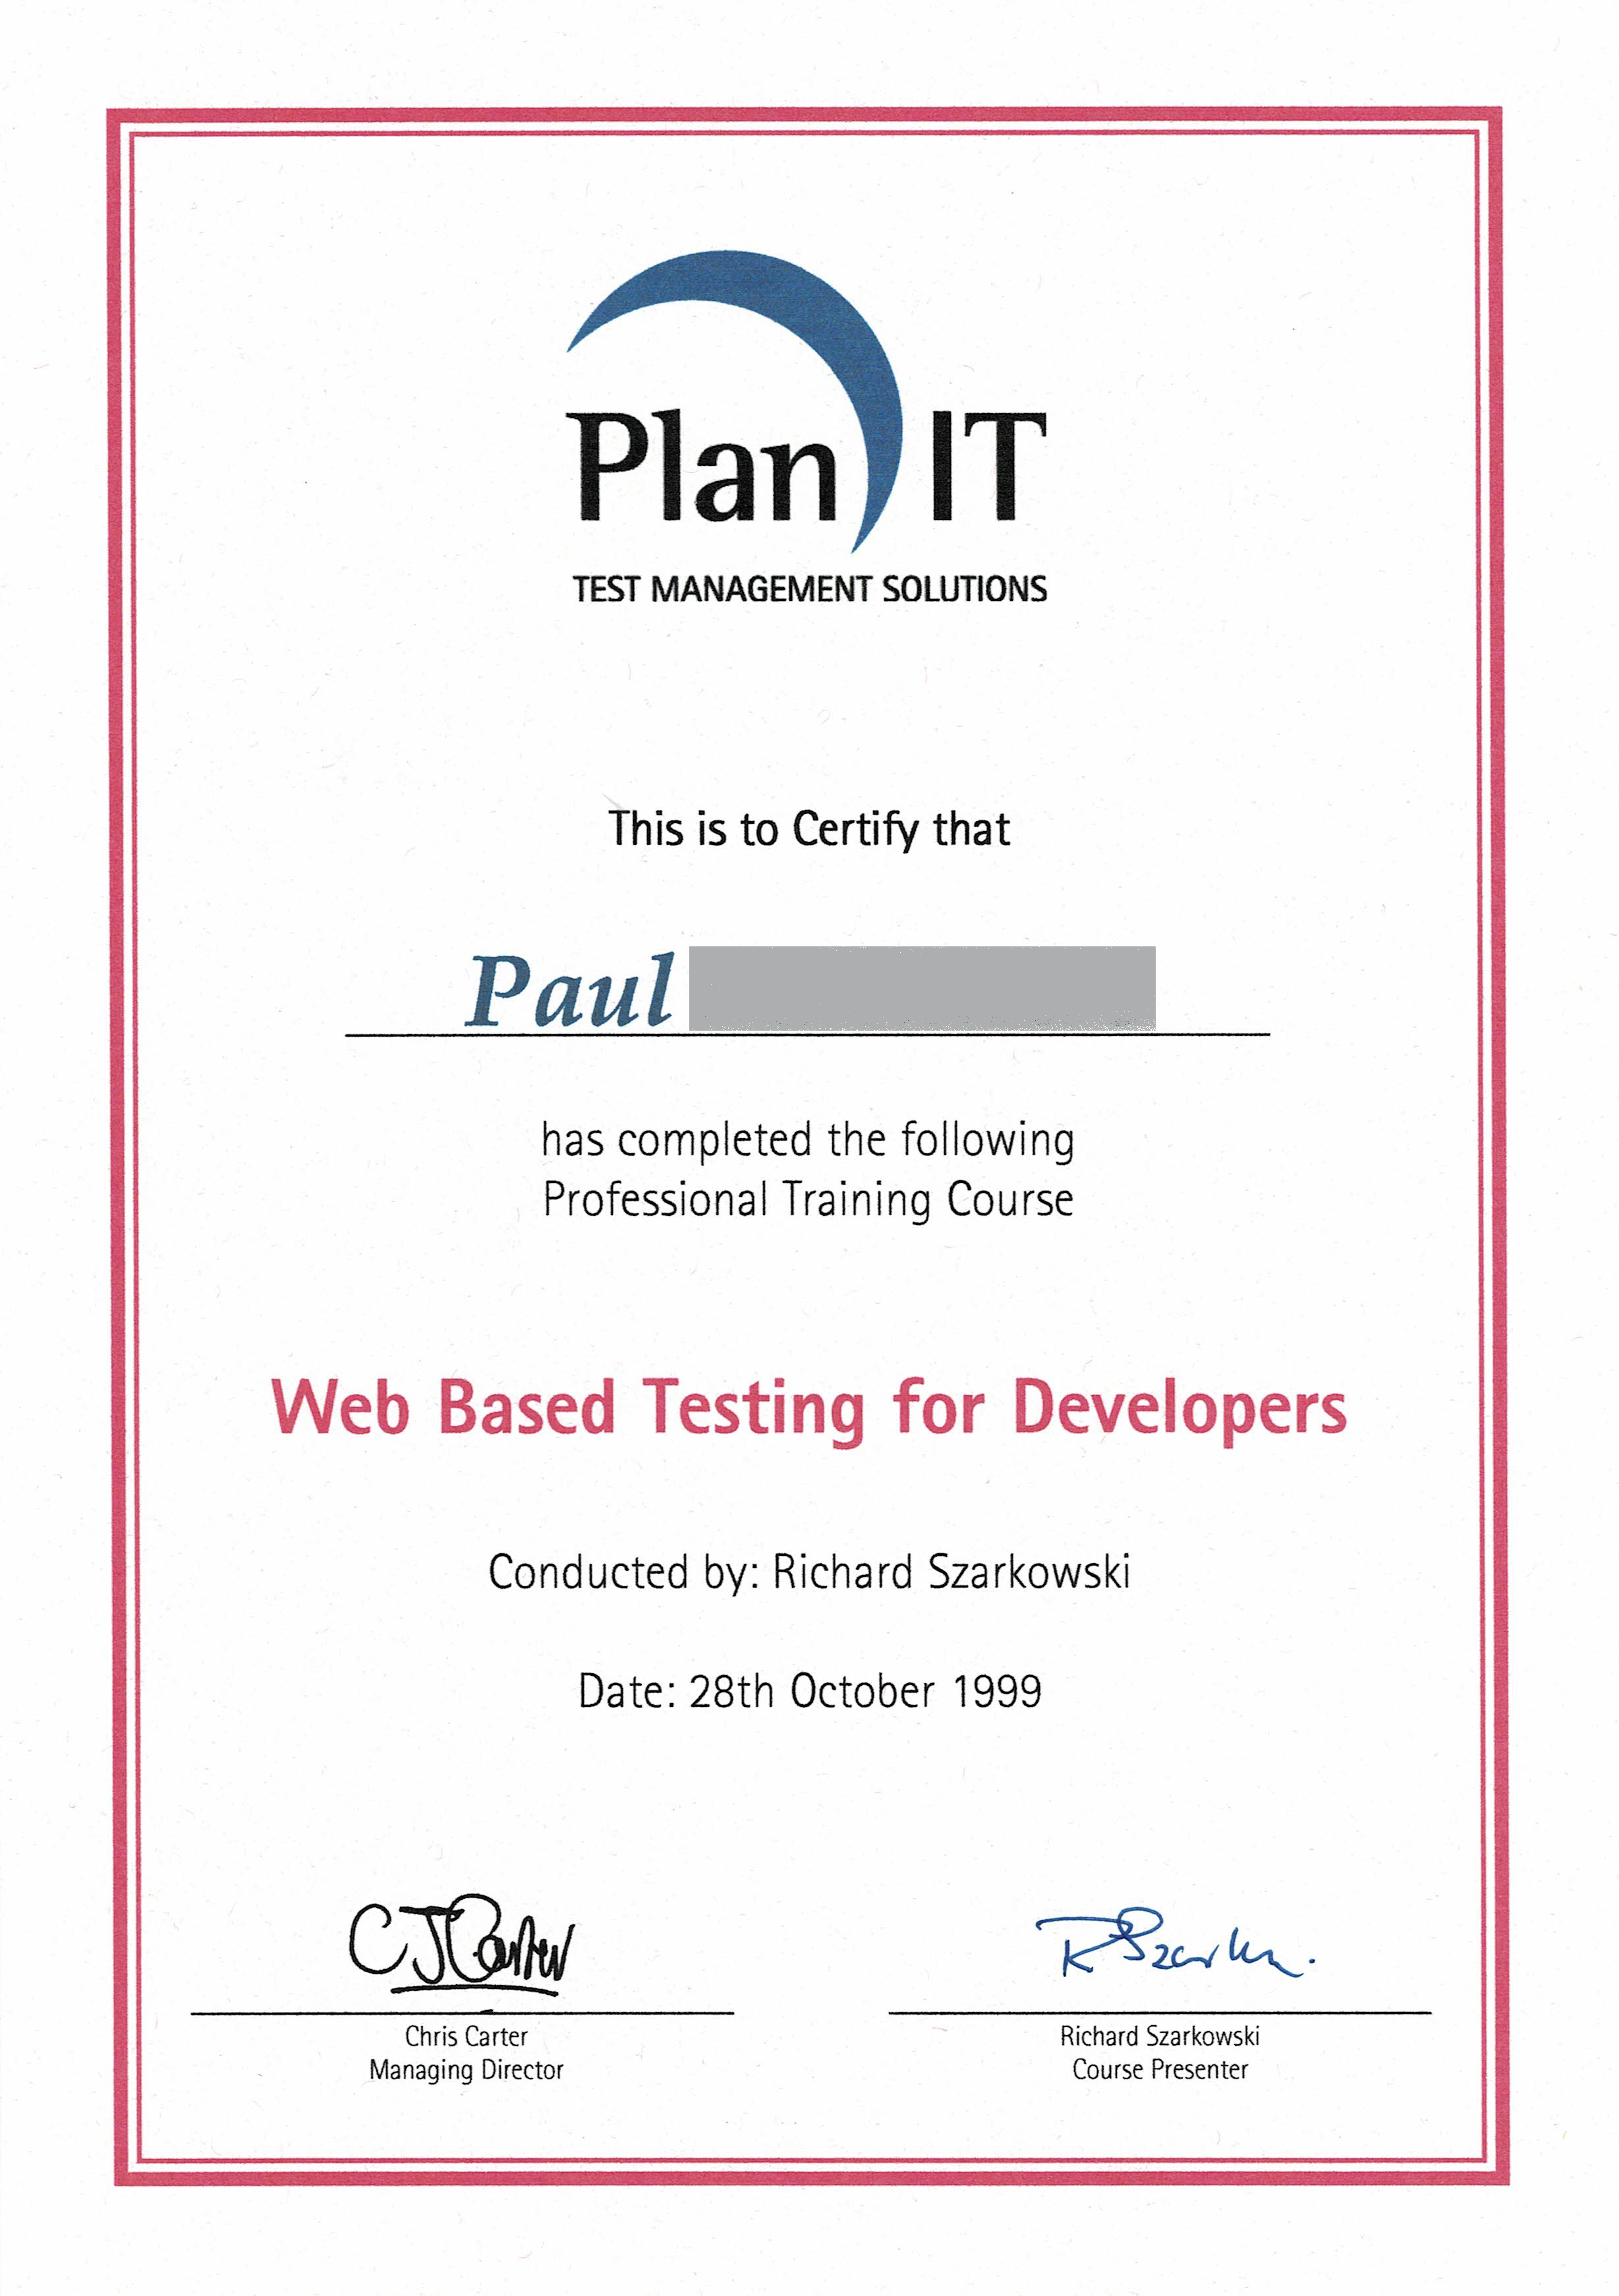 Plan IT
TEST MANAGEMENT SOLUTIONS
This is to Certify that
Paul
has completed the following
Professional Training Course
Web Based Testing for Developers
Conducted by: Richard Szarkowski
Date: 28th October 1999
CJCarter
Chris Carter
Managing Director
RSzarko
Richard Szarkowski
Course Presenter